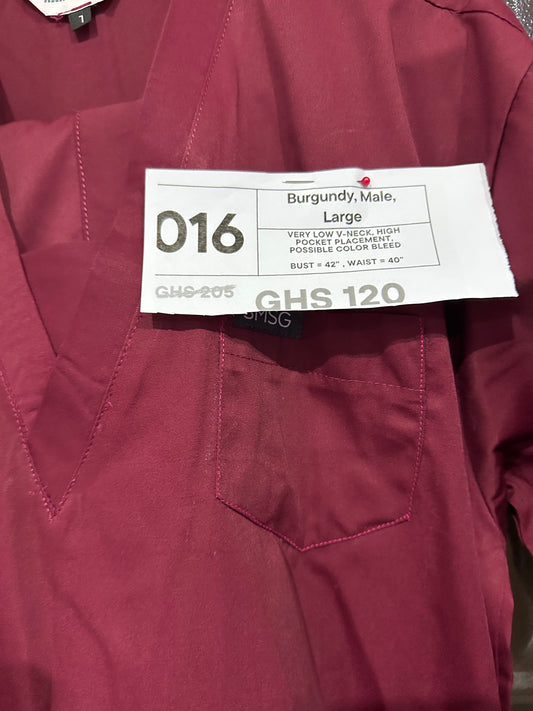 7
016
Burgundy, Male,
Large
VERY LOW V-NECK, HIGH
POCKET PLACEMENT,
POSSIBLE COLOR BLEED
BUST = 42" , WAIST = 40"
GHS 205
GHS 120
SMSG